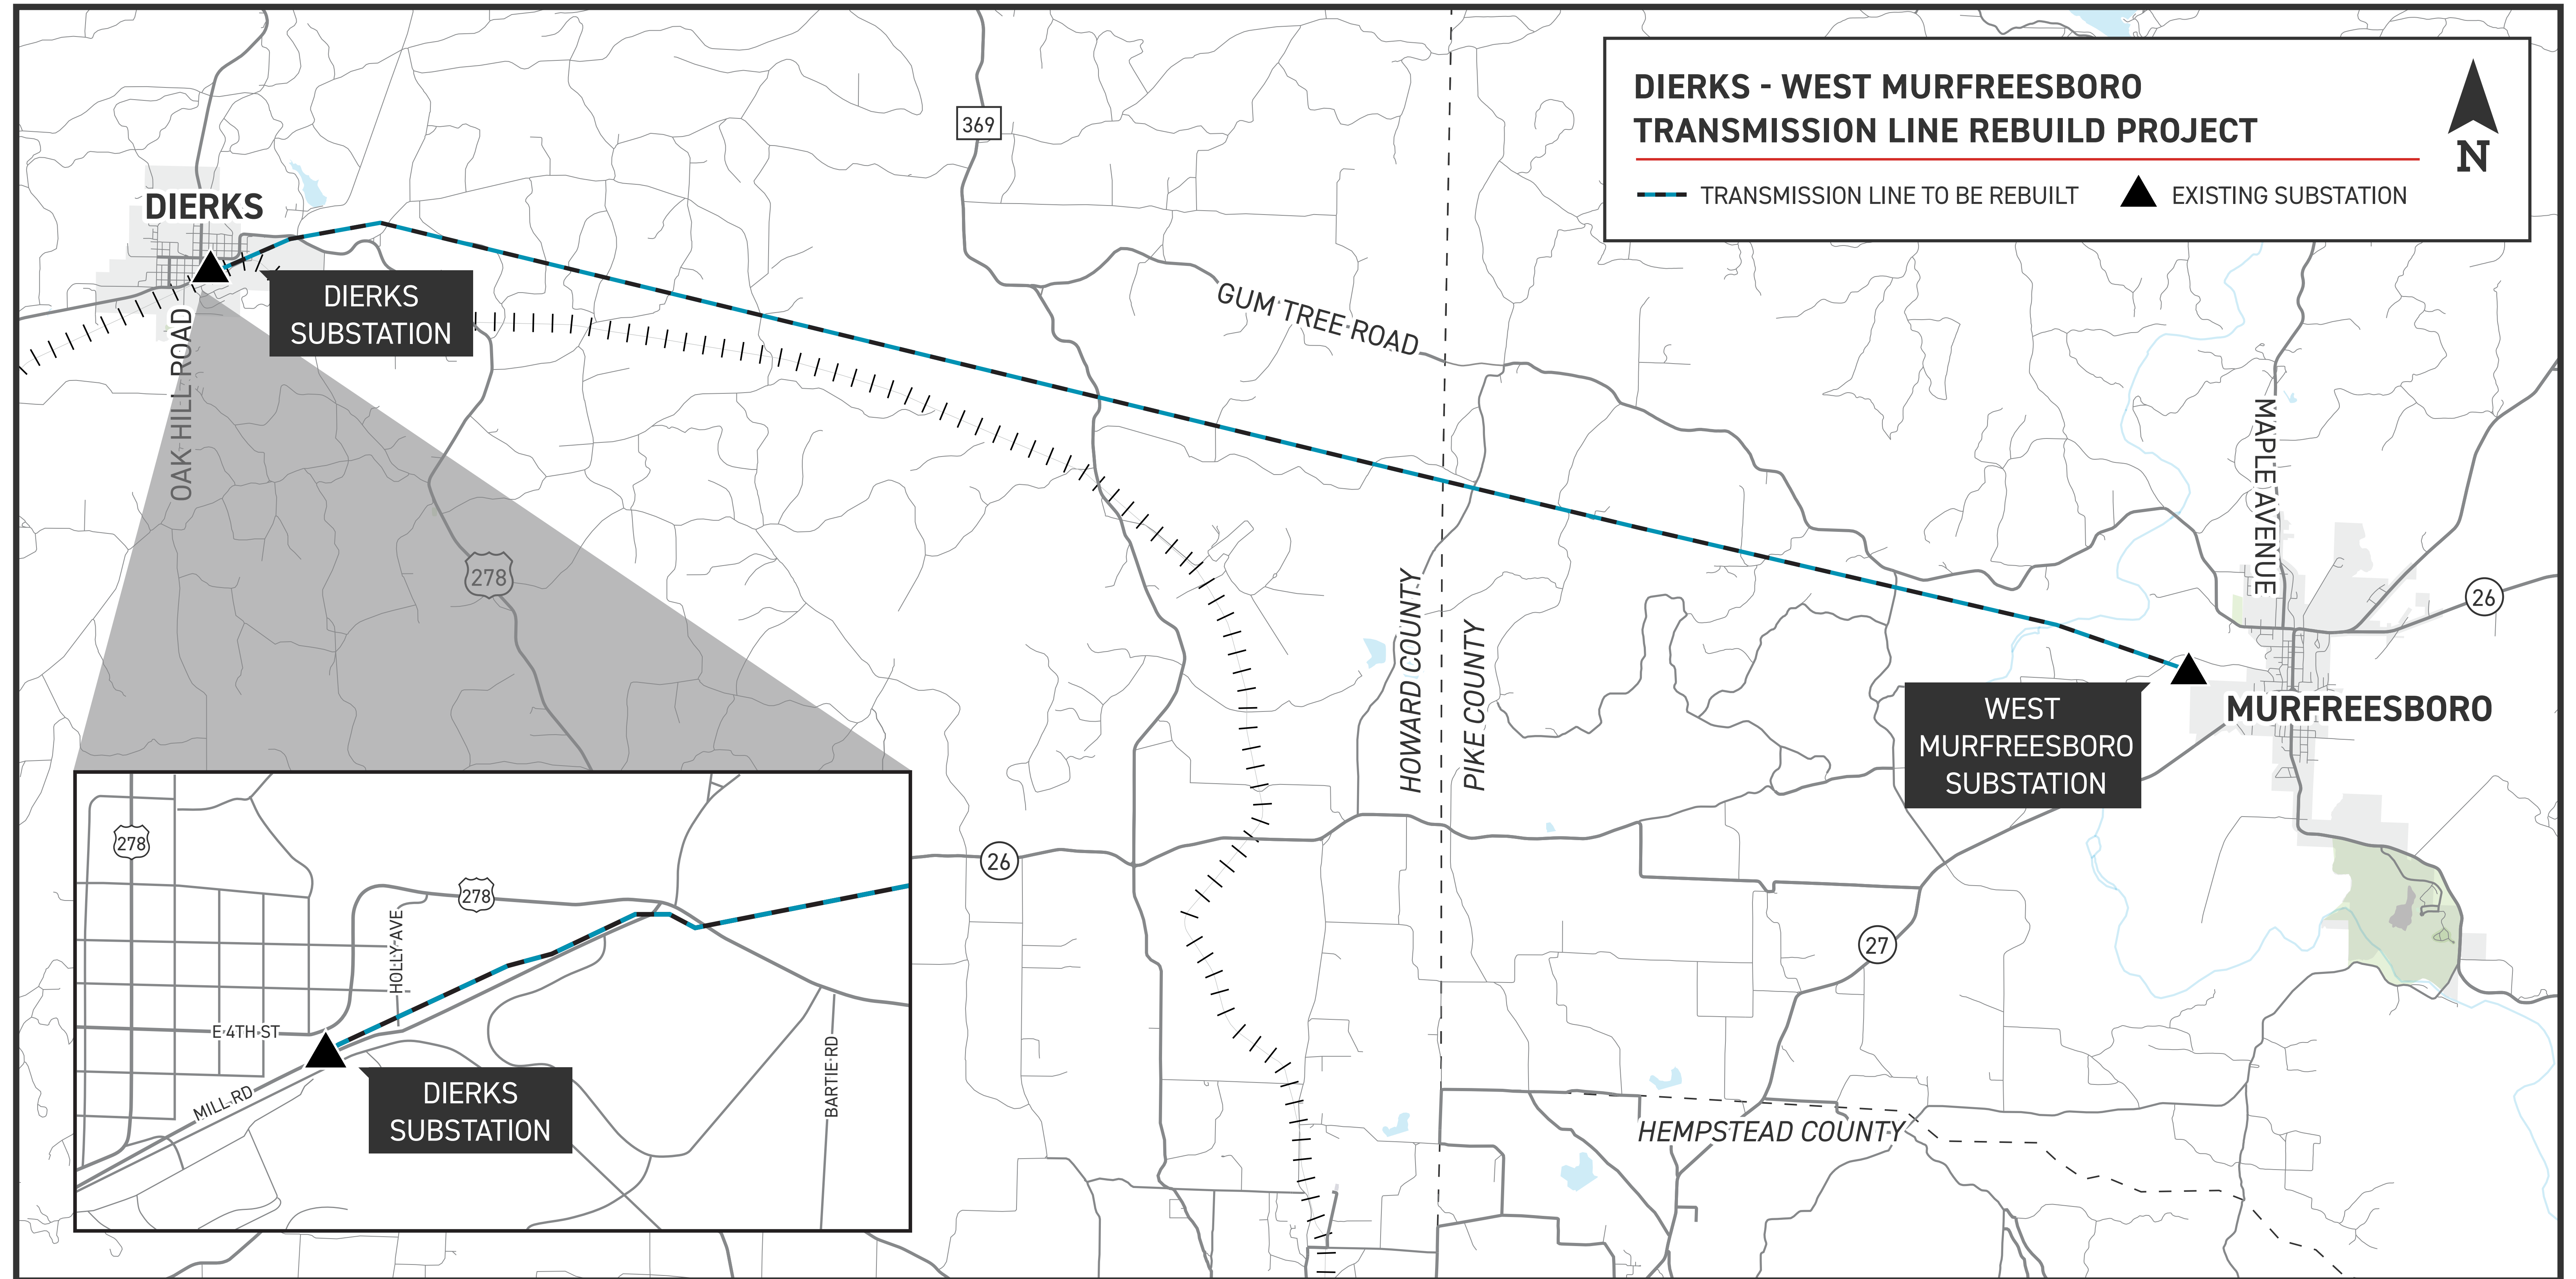 DIERKS - WEST MURFREESBORO
TRANSMISSION LINE REBUILD PROJECT
N
TRANSMISSION LINE TO BE REBUILT
EXISTING SUBSTATION
369
DIERKS
DIERKS
SUBSTATION
OAK HILL ROAD
278
GUM TREE ROAD
MAPLE AVENUE
26
HOWARD COUNTY
PIKE COUNTY
WEST
MURFREESBORO
SUBSTATION
MURFREESBORO
26
27
HEMPSTEAD COUNTY
278
278
HOLLY AVE
E 4TH ST
MILL RD
BARTIE RD
DIERKS
SUBSTATION